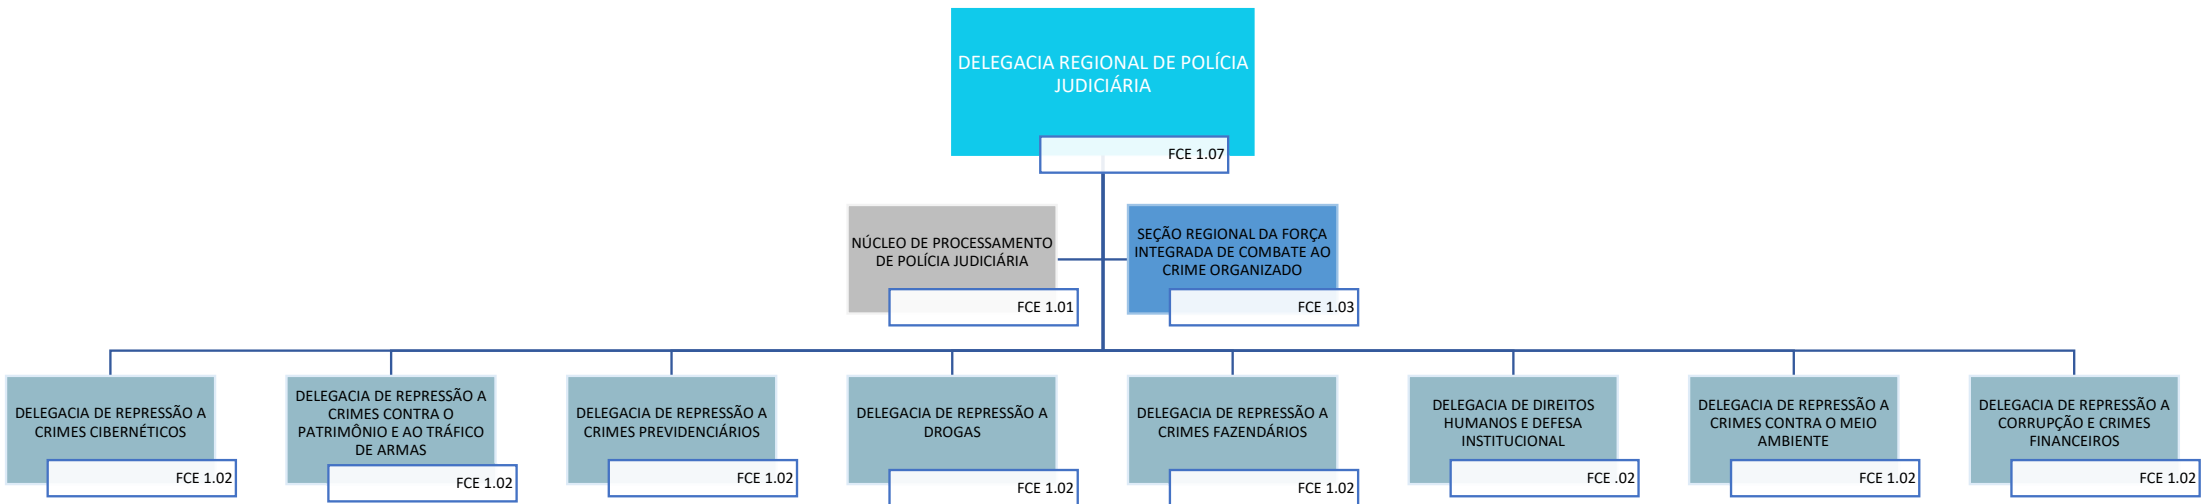 DELEGACIA REGIONAL DE POLÍCIA
JUDICIÁRIA
FCE 1.07
NÚCLEO DE PROCESSAMENTO
DE POLÍCIA JUDICIÁRIA
FCE 1.01
SEÇÃO REGIONAL DA FORÇA
INTEGRADA DE COMBATE AO
CRIME ORGANIZADO
FCE 1.03
DELEGACIA DE REPRESSÃO A
CRIMES CIBERNÉTICOS
FCE 1.02
DELEGACIA DE REPRESSÃO A
CRIMES CONTRA O
PATRIMÔNIO E AO TRÁFICO
DE ARMAS
FCE 1.02
DELEGACIA DE REPRESSÃO A
CRIMES PREVIDENCIÁRIOS
FCE 1.02
DELEGACIA DE REPRESSÃO A
DROGAS
FCE 1.02
DELEGACIA DE REPRESSÃO A
CRIMES FAZENDÁRIOS
FCE 1.02
DELEGACIA DE DIREITOS
HUMANOS E DEFESA
INSTITUCIONAL
FCE .02
DELEGACIA DE REPRESSÃO A
CRIMES CONTRA O MEIO
AMBIENTE
FCE 1.02
DELEGACIA DE REPRESSÃO A
CORRUPÇÃO E CRIMES
FINANCEIROS
FCE 1.02